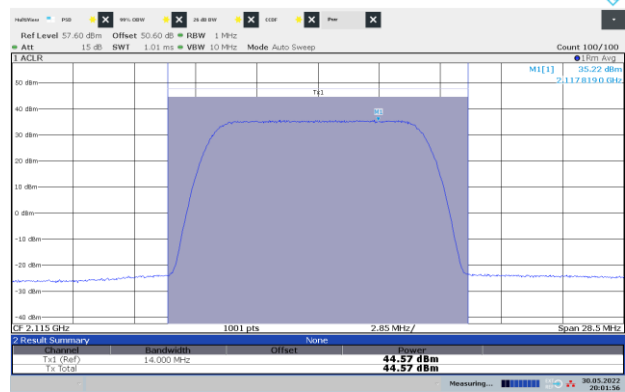 MultiView PSD X 99% OBW X 26 dB BW X CCDF X Pwr X
Ref Level 57.60 dBm Offset 50.60 dB RBW 1 MHz
Att 15 dB SWT 1.01 ms VBW 10 MHz Mode Auto Sweep Count 100/100
1 ACLR 1Rm Avg
M1[1] 35.22 dBm
2.1178190 GHz
50 dBm
Tx1
40 dBm
M1
30 dBm
20 dBm
10 dBm
0 dBm
-10 dBm
-20 dBm
-30 dBm
-40 dBm
CF 2.115 GHz 1001 pts 2.85 MHz/ Span 28.5 MHz
2 Result Summary None
Channel Bandwidth Offset Power
Tx1 (Ref) 14.000 MHz 44.57 dBm
Tx Total 44.57 dBm
Measuring... 30.05.2022
20:01:56